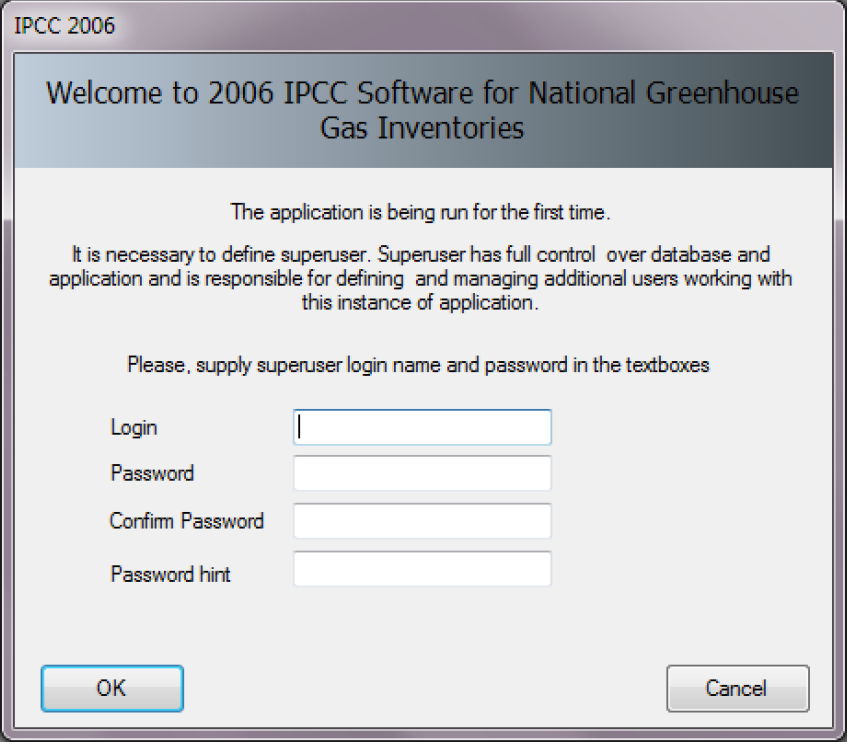 IPCC 2006
Welcome to 2006 IPCC Software for National Greenhouse
Gas Inventories
The application is being run for the first time.
It is necessary to define superuser. Superuser has full control  over database and
application and is responsible for defining  and managing additional users working with
this instance of application.
Please, supply superuser login name and password in the textboxes
Login
Password
Confirm Password
Password hint
OK
Cancel